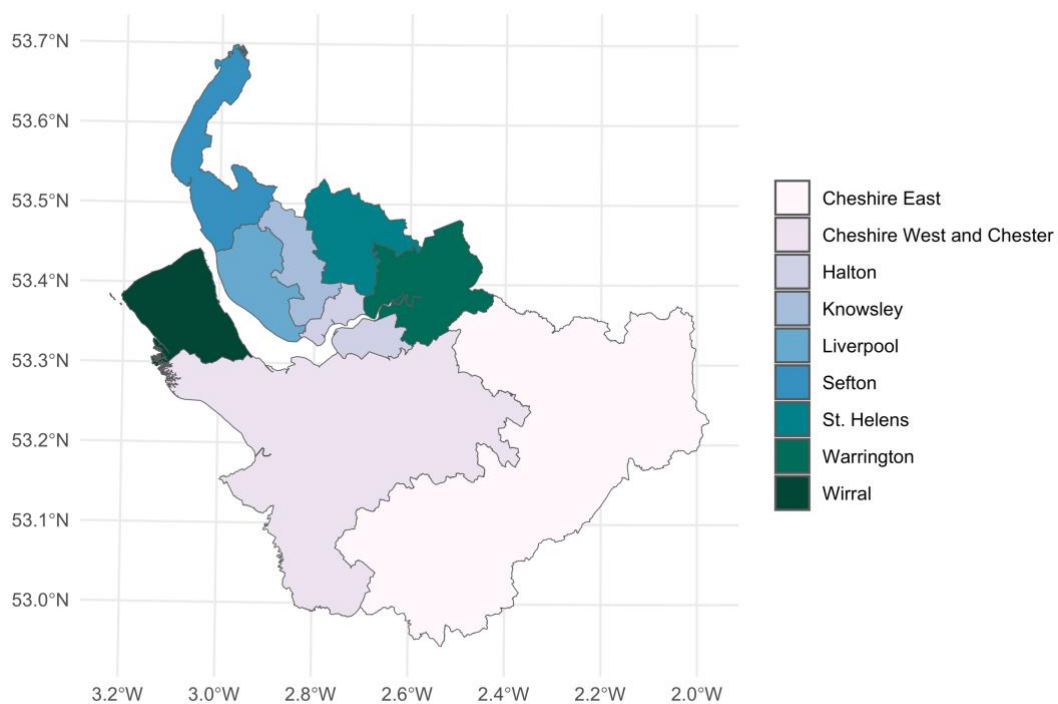 53.7°N
53.6°N
53.5°N
53.4°N
53.3°N
53.2°N
53.1°N
53.0°N
3.2°W 3.0°W 2.8°W 2.6°W 2.4°W 2.2°W 2.0°W
Cheshire East
Cheshire West and Chester
Halton
Knowsley
Liverpool
Sefton
St. Helens
Warrington
Wirral